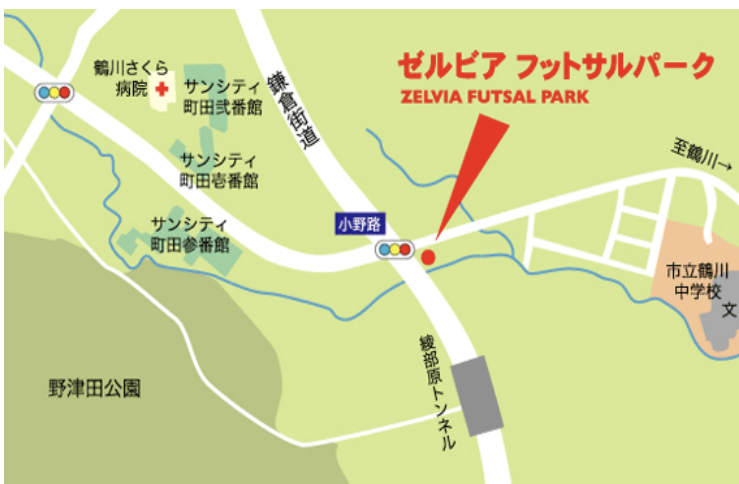 ゼルビア フットサルパーク
ZELVIA FUTSAL PARK
鶴川さくら
病院
サンシティ
町田弐番館
鎌倉街道
サンシティ
町田壱番館
至鶴川→
サンシティ
町田参番館
小野路
市立鶴川
中学校
文
綾部原トンネル
野津田公園